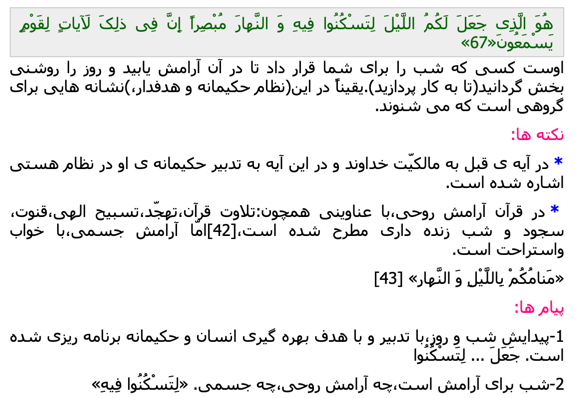 هُوَ الَّذِی جَعَلَ لَکُمُ اللَّیْلَ لِتَسْکُنُوا فِیهِ وَ النَّهارَ مُبْصِراً إِنَّ فِی ذلِکَ لَآیاتٍ لِقَوْمٍ
یَسْمَعُونَ«67»
اوست کسی که شب را برای شما قرار داد تا در آن آرامش یابید و روز را روشنی
بخش گردانید(تا به کار پردازید).یقیناً در این(نظام حکیمانه و هدفدار،)نشانه هایی برای
گروهی است که می شنوند.
نکته ها:
* در آیه ی قبل به مالکیّت خداوند و در این آیه به تدبیر حکیمانه ی او در نظام هستی
اشاره شده است.
* در قرآن آرامش روحی،با عناوینی همچون:تلاوت قرآن،تهجّد،تسبیح الهی،قنوت،
سجود و شب زنده داری مطرح شده است،[42]امّا آرامش جسمی،با خواب
واستراحت است.
«مَنامُکُمْ بِاللَّیْلِ وَ النَّهارِ» [43]
پیام ها:
1-پیدایش شب و روز،با تدبیر و با هدف بهره گیری انسان و حکیمانه برنامه ریزی شده
است. جَعَلَ ... لِتَسْکُنُوا
2-شب برای آرامش است،چه آرامش روحی،چه جسمی. «لِتَسْکُنُوا فِیهِ»